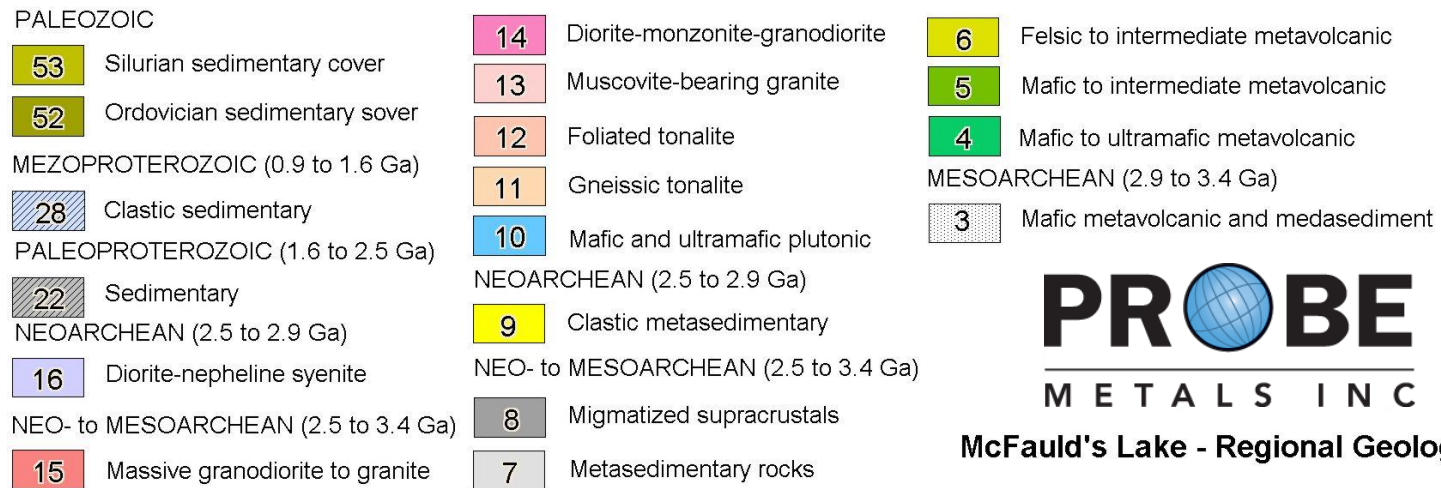 PALEOZOIC
53 Silurian sedimentary cover
52 Ordovician sedimentary sover
MEZOPROTEROZOIC (0.9 to 1.6 Ga)
28 Clastic sedimentary
PALEOPROTEROZOIC (1.6 to 2.5 Ga)
22 Sedimentary
NEOARCHEAN (2.5 to 2.9 Ga)
16 Diorite-nepheline syenite
NEO- to MESOARCHEAN (2.5 to 3.4 Ga)
15 Massive granodiorite to granite
14 Diorite-monzonite-granodiorite
13 Muscovite-bearing granite
12 Foliated tonalite
11 Gneissic tonalite
10 Mafic and ultramafic plutonic
NEOARCHEAN (2.5 to 2.9 Ga)
9 Clastic metasedimentary
NEO- to MESOARCHEAN (2.5 to 3.4 Ga)
8 Migmatized supracrustals
7 Metasedimentary rocks
6 Felsic to intermediate metavolcanic
5 Mafic to intermediate metavolcanic
4 Mafic to ultramafic metavolcanic
MESOARCHEAN (2.9 to 3.4 Ga)
3 Mafic metavolcanic and medasediment
PROBE
METALS INC
McFauld's Lake - Regional Geolog